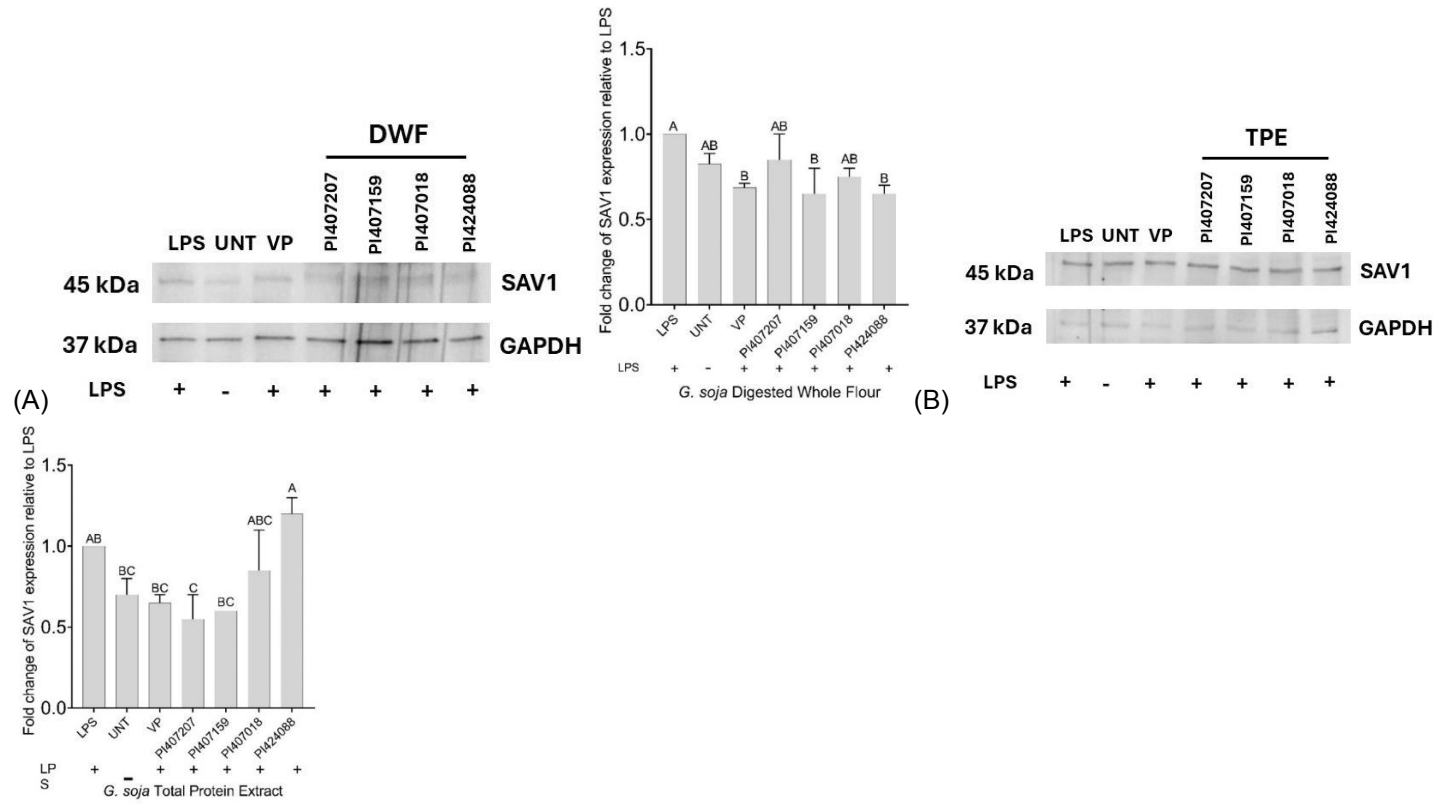 DWF
PI407207
PI407159
PI407018
PI424088
LPS UNT VP
45 kDa
SAV1
37 kDa
GAPDH
LPS + - + + + + +
(A)
Fold change of SAV1 expression relative to LPS
1.5
1.0
0.5
0.0
A
AB
B
AB
B
AB
B
LPS
UNT
VP
PI407207
PI407159
PI407018
PI424088
LPS + - + + + + +
G. soja Digested Whole Flour
(B)
TPE
PI407207
PI407159
PI407018
PI424088
LPS UNT VP
45 kDa
SAV1
37 kDa
GAPDH
LPS + - + + + + +
Fold change of SAV1 expression relative to LPS
1.5
1.0
0.5
0.0
AB
BC
BC
C
BC
ABC
A
LPS
UNT
VP
PI407207
PI407159
PI407018
PI424088
LP + - + + + + +
S
G. soja Total Protein Extract